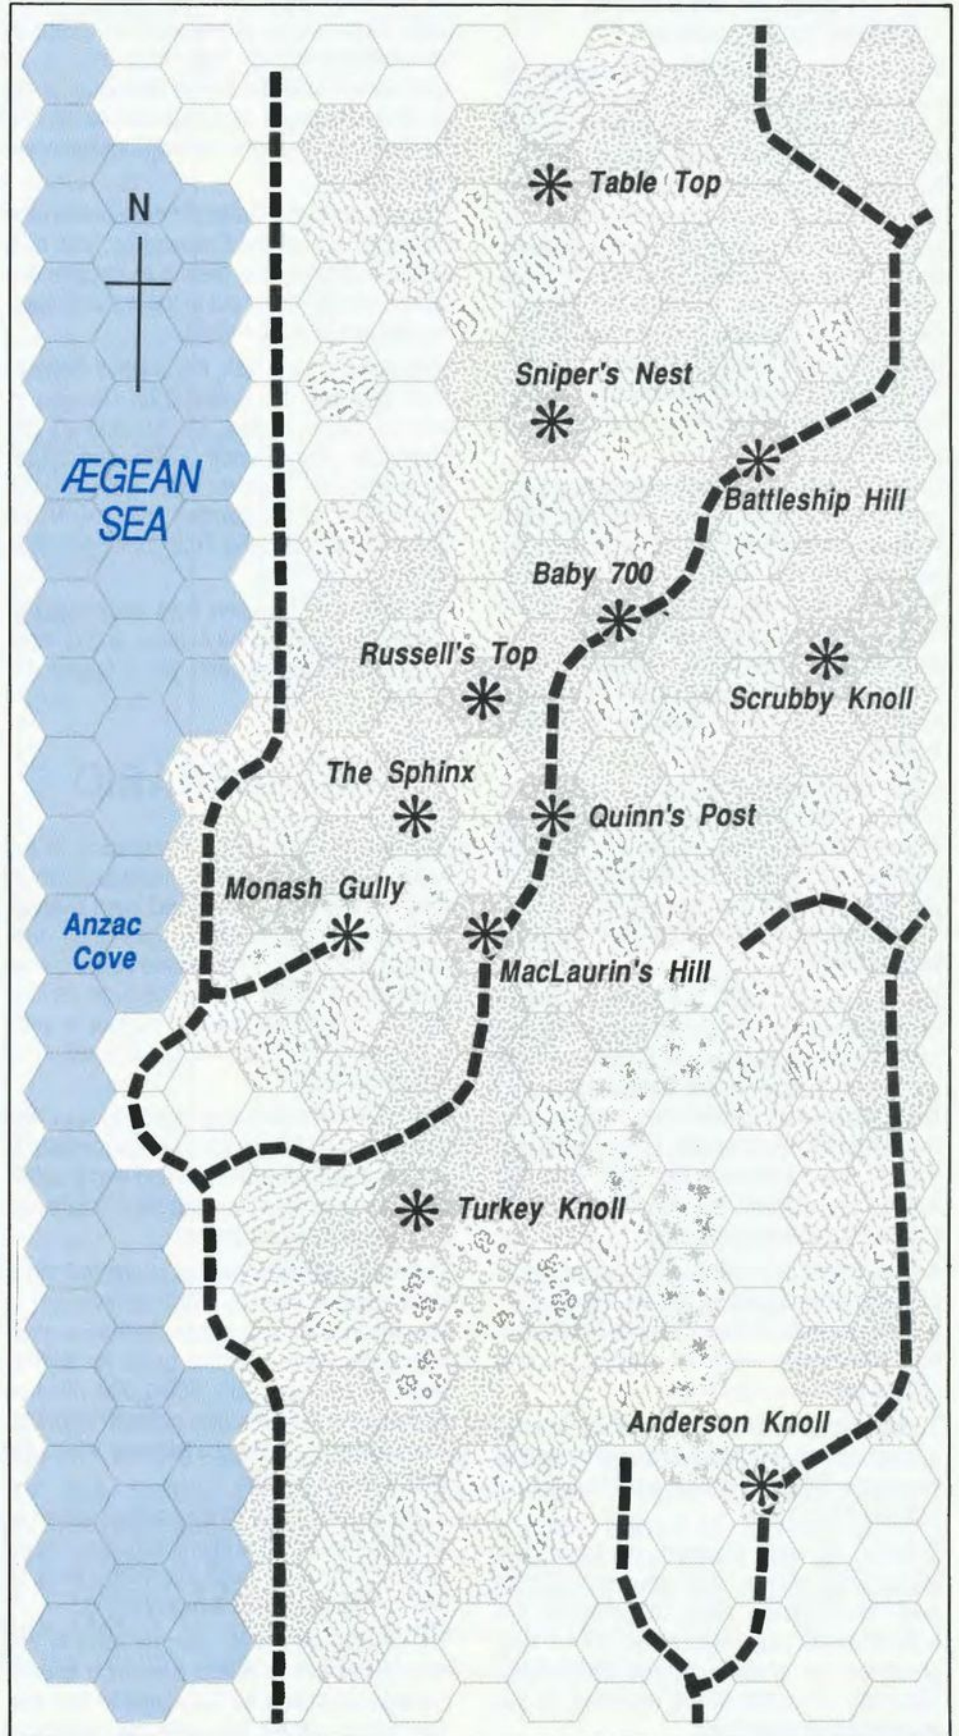 Table Top
N
Sniper's Nest
ÆGEAN
SEA
Battleship Hill
Baby 700
Russell's Top
Scrubby Knoll
The Sphinx
Quinn's Post
Monash Gully
Anzac
Cove
MacLaurin's Hill
Turkey Knoll
Anderson Knoll